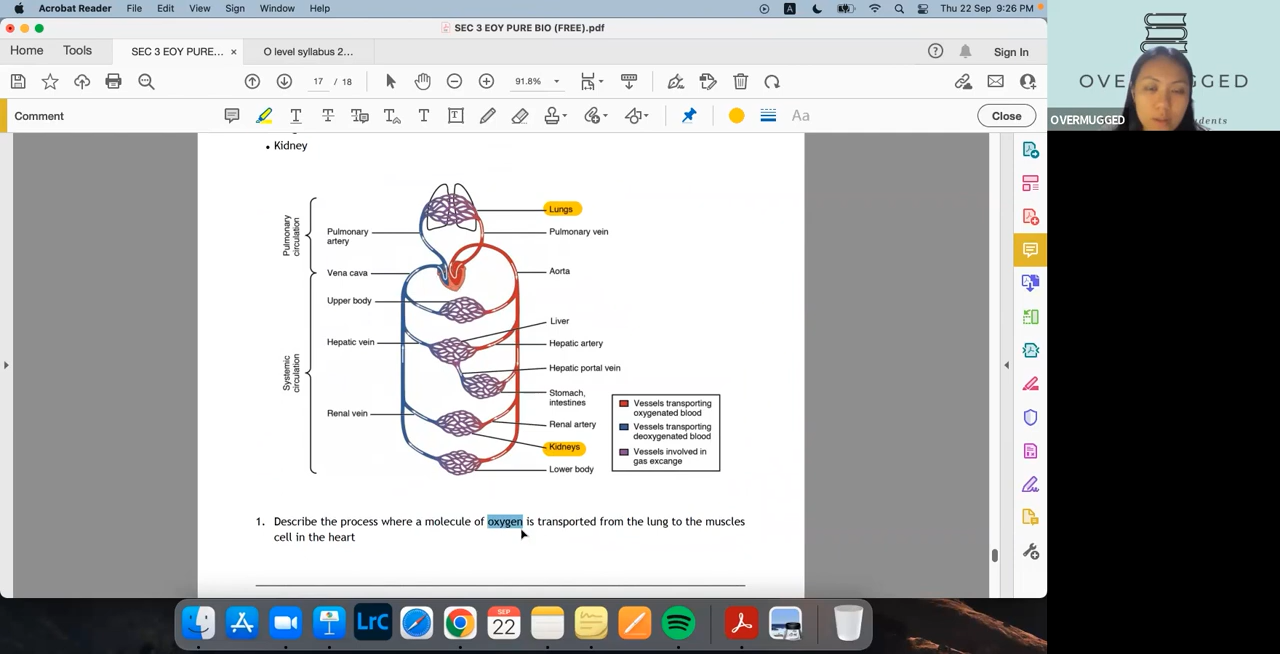 Acrobat Reader File Edit View Sign Window Help
A
Thu 22 Sep 9:26 PM
SEC 3 EOY PURE BIO (FREE).pdf
Home Tools SEC 3 EOY PURE... × O level syllabus 2... Sign In
17 / 18 91.8%
Comment Close
• Kidney
Pulmonary circulation
Systemic circulation
Pulmonary artery
Vena cava
Upper body
Hepatic vein
Renal vein
Lungs
Pulmonary vein
Aorta
Liver
Hepatic artery
Hepatic portal vein
Stomach,
intestines
Renal artery
Kidneys
Lower body
Vessels transporting
oxygenated blood
Vessels transporting
deoxygenated blood
Vessels involved in
gas excange
1. Describe the process where a molecule of oxygen is transported from the lung to the muscles
cell in the heart
LrC
SEP
22
OVERMUGGED